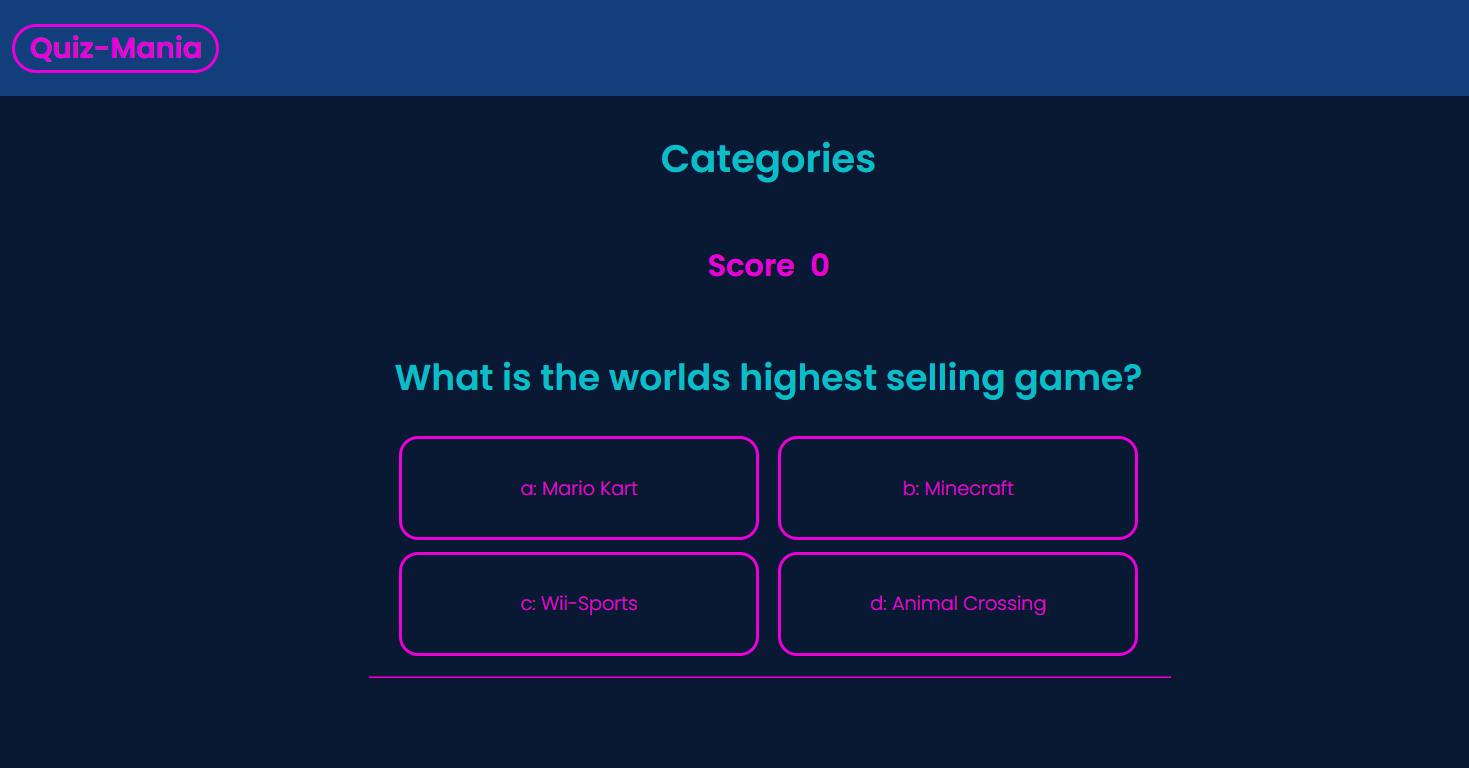 Quiz-Mania
Categories
Score 0
What is the worlds highest selling game?
a: Mario Kart
b: Minecraft
c: Wii-Sports
d: Animal Crossing